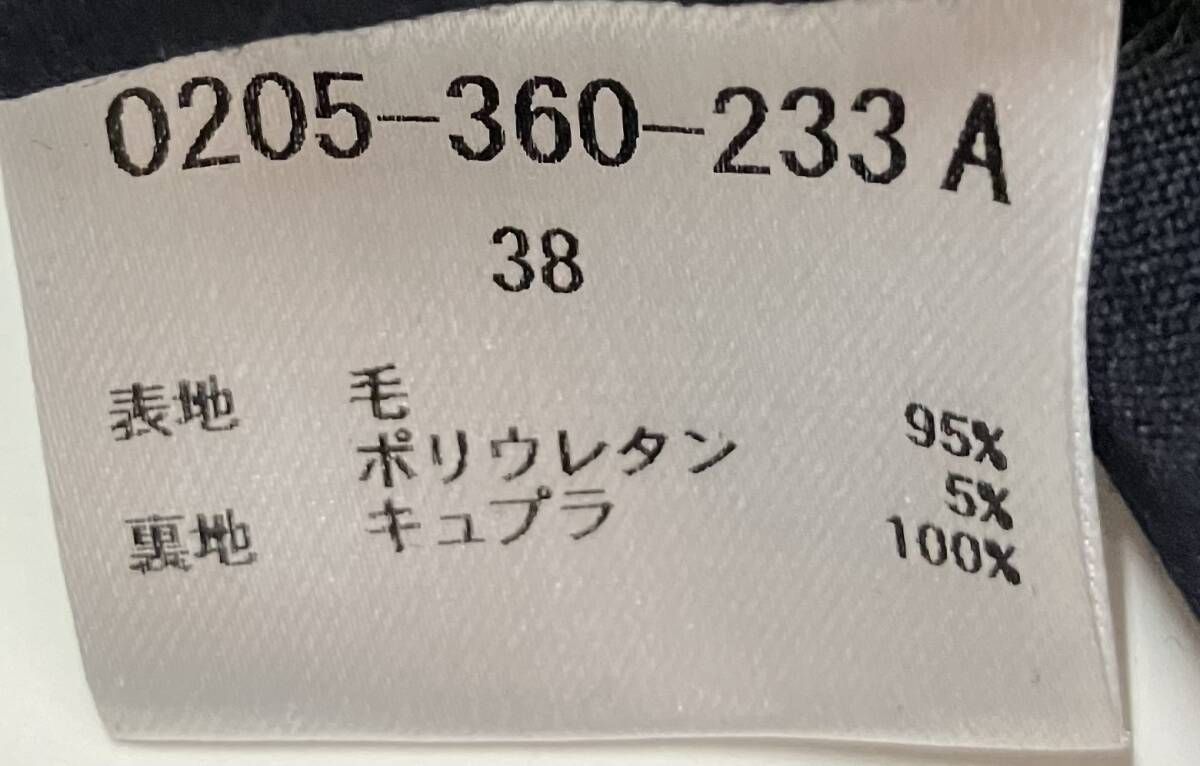 0205-360-233 A
38
表地 毛 95%
ポリウレタン 5%
裏地 キュプラ 100%